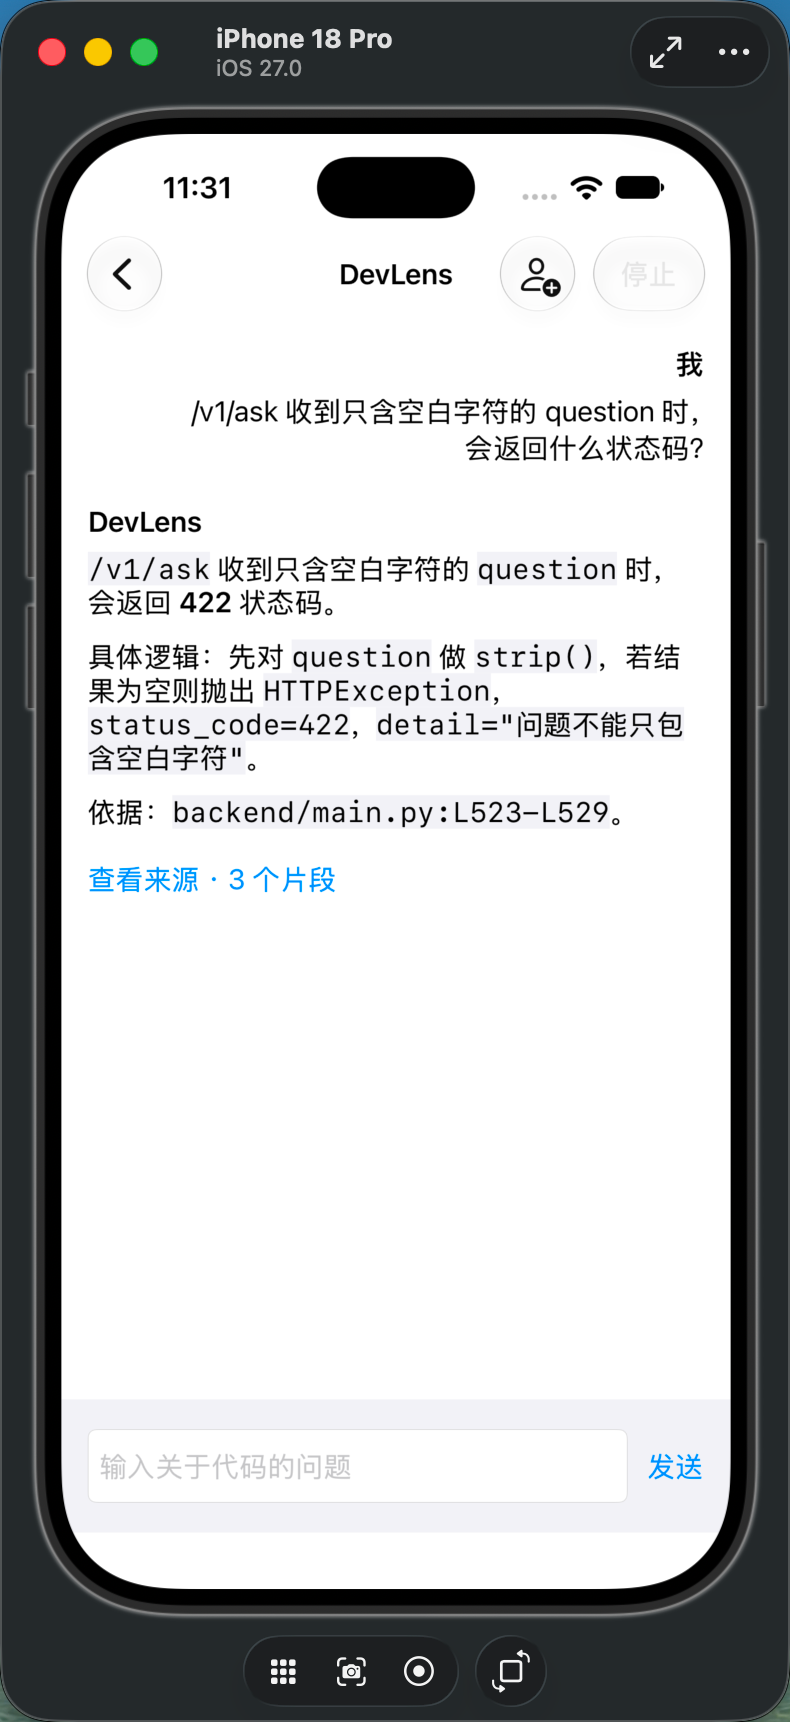 iPhone 18 Pro
iOS 27.0
11:31
DevLens
停止
我
/v1/ask 收到只含空白字符的 question 时，
会返回什么状态码？
DevLens
/v1/ask 收到只含空白字符的 question 时，
会返回 422 状态码。
具体逻辑：先对 question 做 strip()，若结
果为空则抛出 HTTPException，
status_code=422，detail="问题不能只包
含空白字符"。
依据：backend/main.py:L523–L529。
查看来源 · 3 个片段
输入关于代码的问题
发送